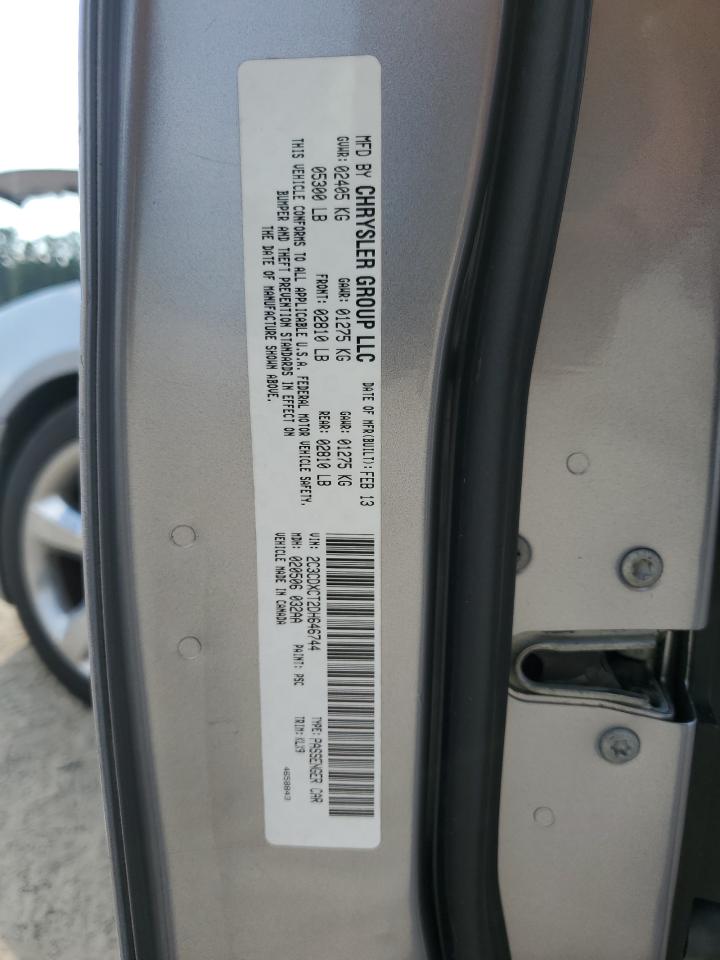 MFD BY CHRYSLER GROUP LLC DATE OF MFR(BUILT): FEB 13
GVWR: 02405 KG GAWR: 01275 KG GAWR: 01275 KG
05300 LB FRONT: 02810 LB REAR: 02810 LB
THIS VEHICLE CONFORMS TO ALL APPLICABLE U.S.A. FEDERAL MOTOR VEHICLE SAFETY,
BUMPER AND THEFT PREVENTION STANDARDS IN EFFECT ON
THE DATE OF MANUFACTURE SHOWN ABOVE.
VIN: 2C3CDXCT2DH646744 TYPE: PASSENGER CAR
MDH: 020506 032AA PAINT: PSC TRIM: KLX9
VEHICLE MADE IN CANADA 4658843